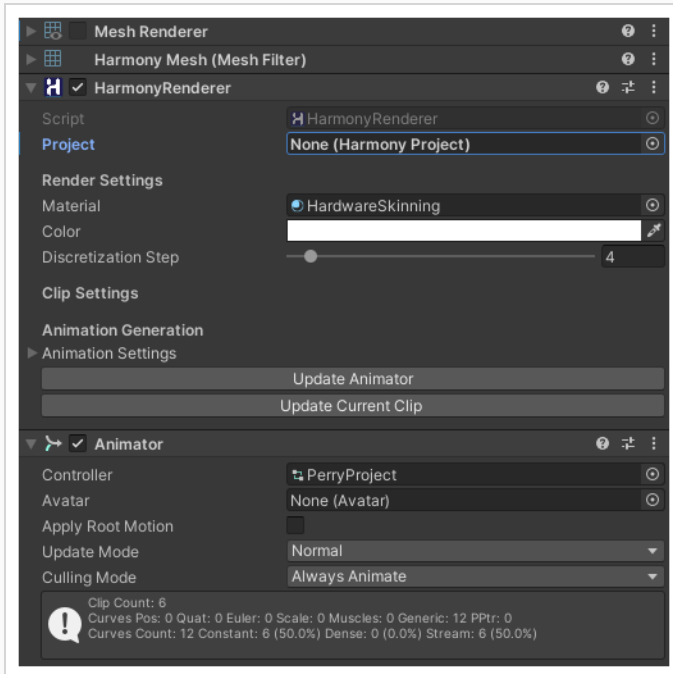 Mesh Renderer
Harmony Mesh (Mesh Filter)
HarmonyRenderer
Script HarmonyRenderer
Project None (Harmony Project)
Render Settings
Material HardwareSkinning
Color
Discretization Step 4
Clip Settings
Animation Generation
Animation Settings
Update Animator
Update Current Clip
Animator
Controller PerryProject
Avatar None (Avatar)
Apply Root Motion
Update Mode Normal
Culling Mode Always Animate
Clip Count: 6
Curves Pos: 0 Quat: 0 Euler: 0 Scale: 0 Muscles: 0 Generic: 12 PPtr: 0
Curves Count: 12 Constant: 6 (50.0%) Dense: 0 (0.0%) Stream: 6 (50.0%)